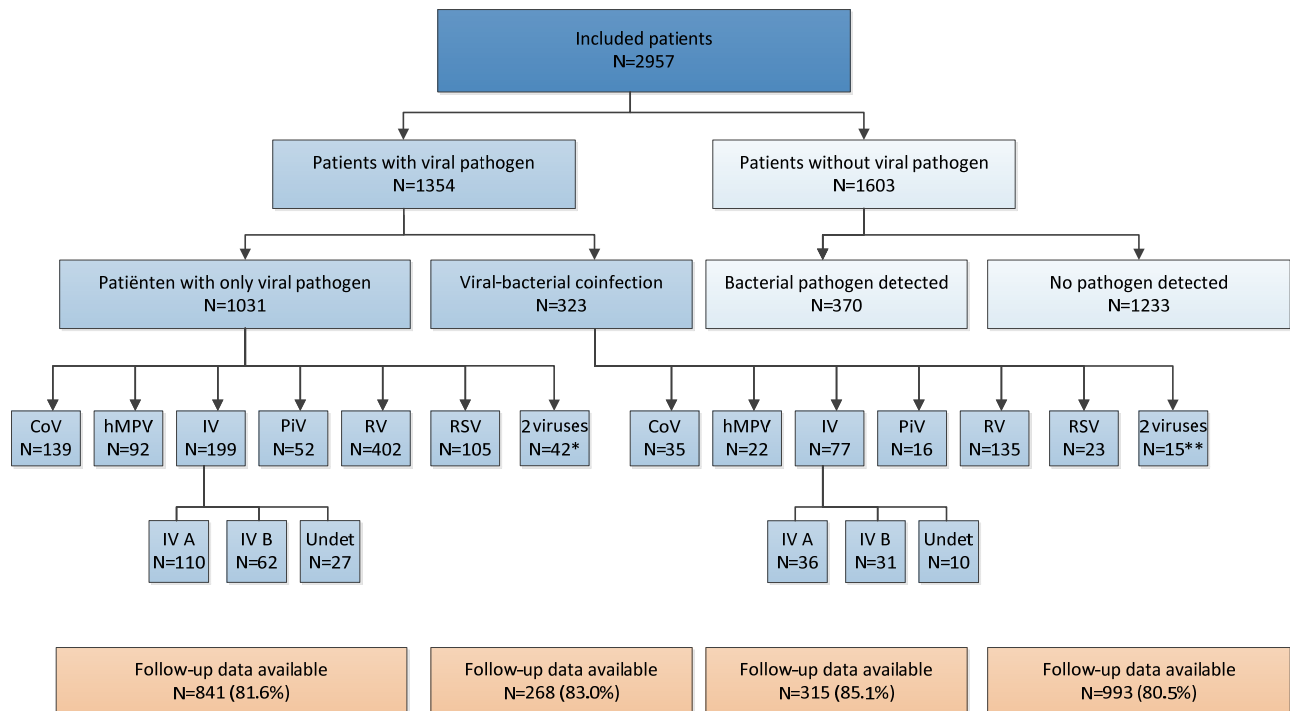 Included patients
N=2957
Patients with viral pathogen
N=1354
Patients without viral pathogen
N=1603
Patiënten with only viral pathogen
N=1031
Viral-bacterial coinfection
N=323
Bacterial pathogen detected
N=370
No pathogen detected
N=1233
CoV
N=139
hMPV
N=92
IV
N=199
PiV
N=52
RV
N=402
RSV
N=105
2 viruses
N=42*
CoV
N=35
hMPV
N=22
IV
N=77
PiV
N=16
RV
N=135
RSV
N=23
2 viruses
N=15**
IV A
N=110
IV B
N=62
Undet
N=27
IV A
N=36
IV B
N=31
Undet
N=10
Follow-up data available
N=841 (81.6%)
Follow-up data available
N=268 (83.0%)
Follow-up data available
N=315 (85.1%)
Follow-up data available
N=993 (80.5%)